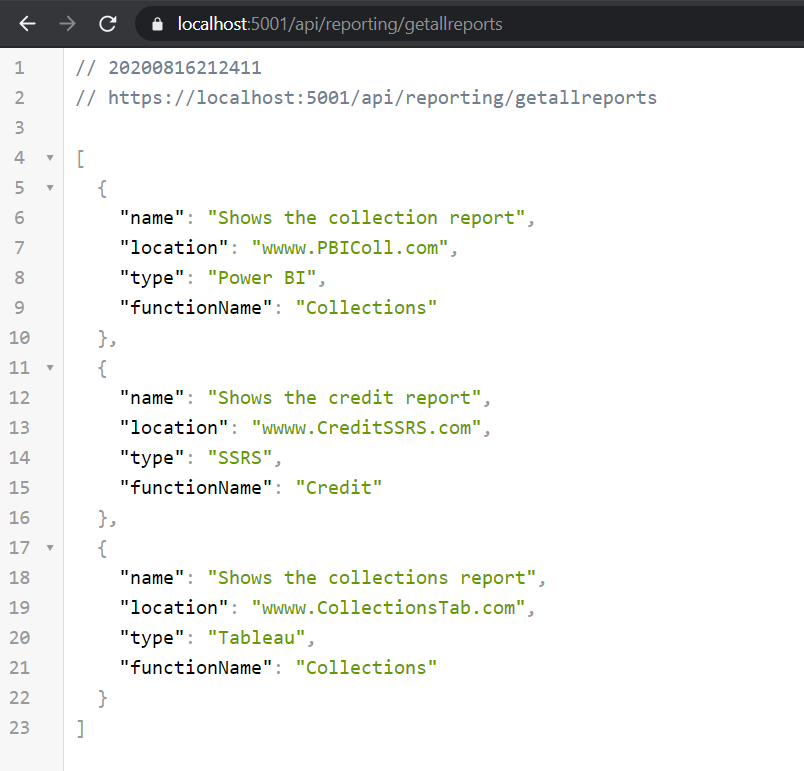 localhost:5001/api/reporting/getallreports
1 // 20200816212411
2 // https://localhost:5001/api/reporting/getallreports
3
4 [
5 {
6 "name": "Shows the collection report",
7 "location": "wwww.PBIColl.com",
8 "type": "Power BI",
9 "functionName": "Collections"
10 },
11 {
12 "name": "Shows the credit report",
13 "location": "wwww.CreditSSRS.com",
14 "type": "SSRS",
15 "functionName": "Credit"
16 },
17 {
18 "name": "Shows the collections report",
19 "location": "wwww.CollectionsTab.com",
20 "type": "Tableau",
21 "functionName": "Collections"
22 }
23 ]